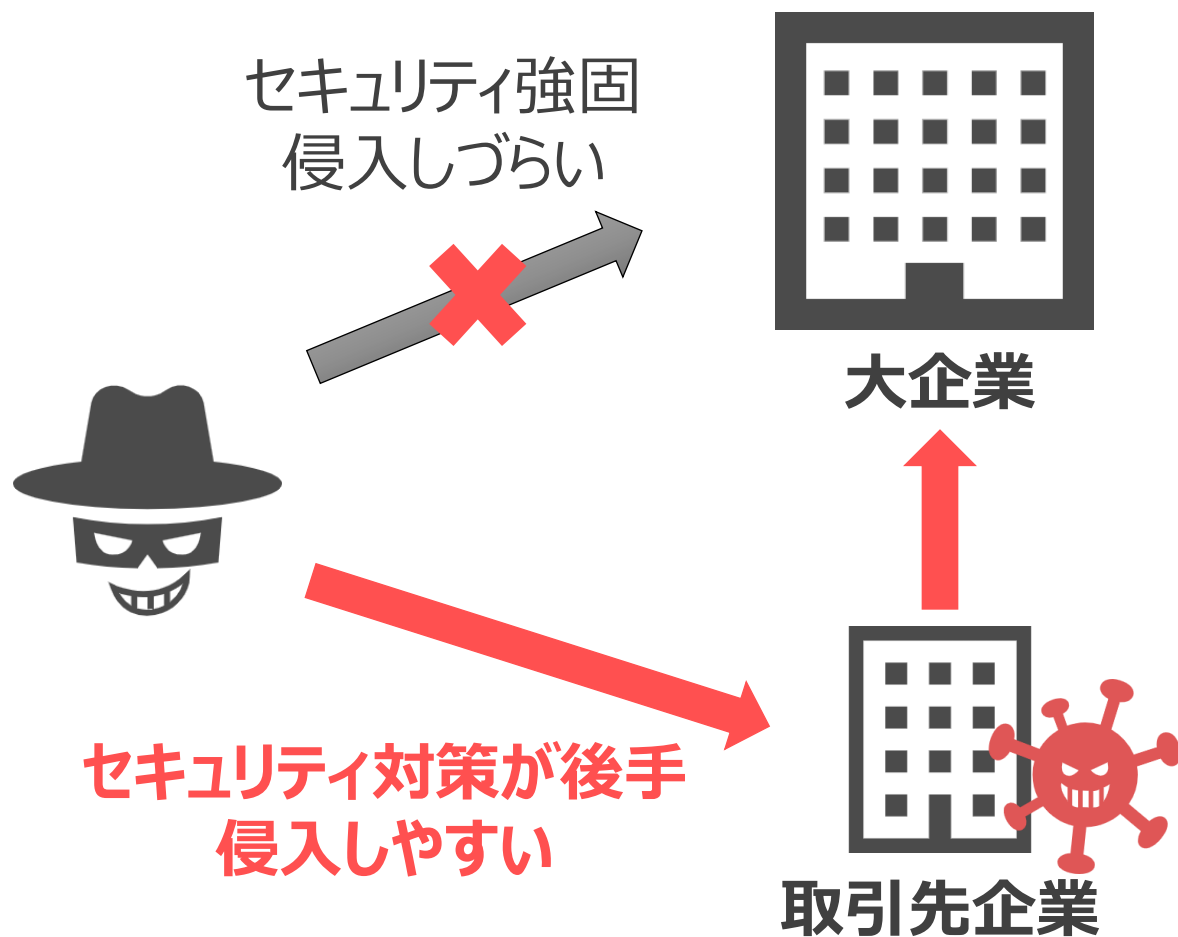 セキュリティ強固
侵入しづらい
大企業
セキュリティ対策が後手
侵入しやすい
取引先企業